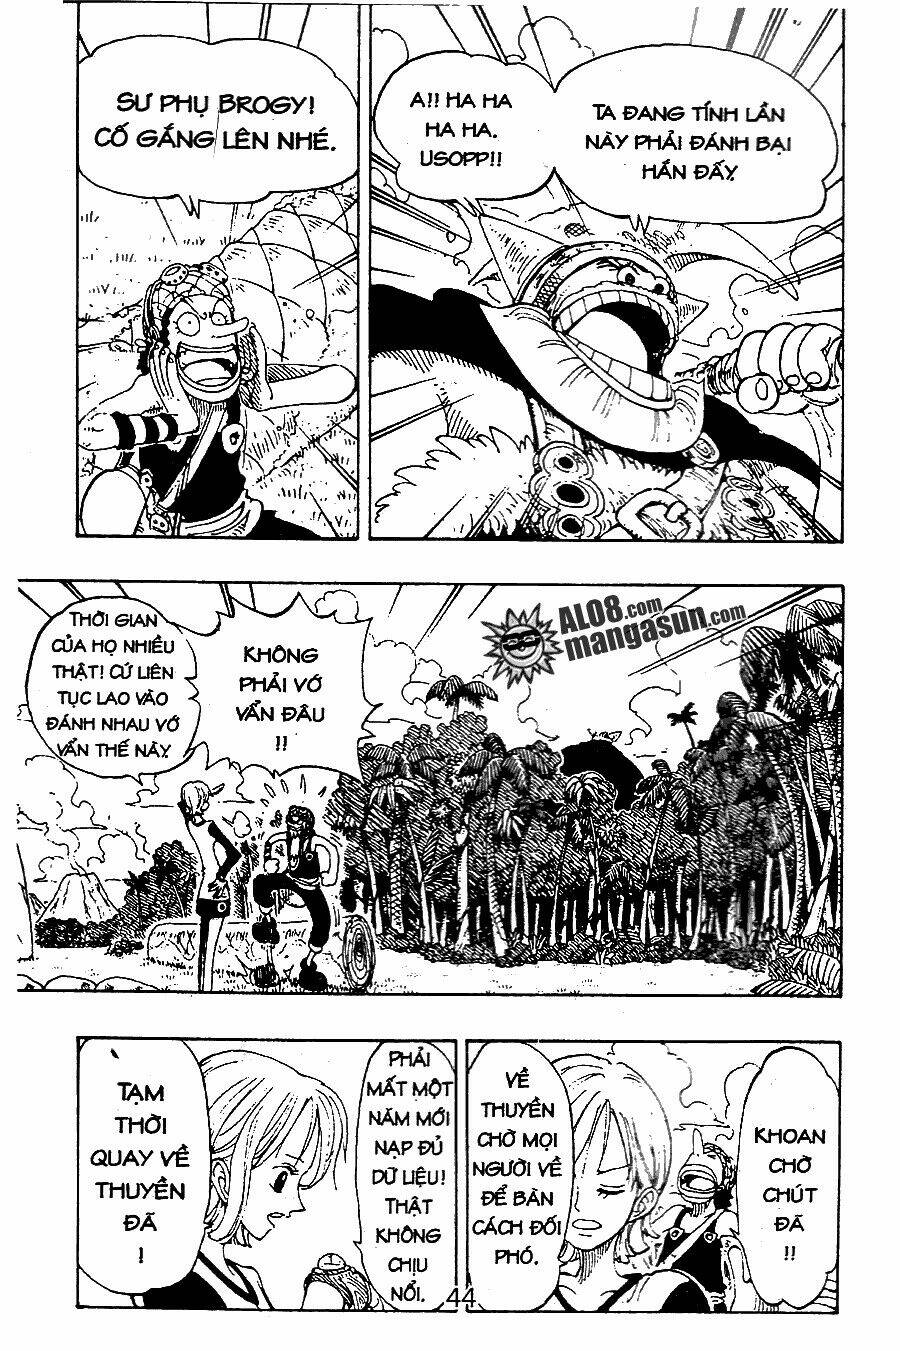 TA ĐANG TÍNH LẦN
NÀY PHẢI ĐÁNH BẠI
HẮN ĐẤY.
A!! HA HA
HA HA.
USOPP!!
SƯ PHỤ BROGY!
CỐ GẮNG LÊN NHÉ.
ALO8.com
mangasun.com
KHÔNG
PHẢI VỚ
VẨN ĐÂU
!!
THỜI GIAN
CỦA HỌ NHIỀU
THẬT! CỨ LIÊN
TỤC LAO VÀO
ĐÁNH NHAU VỚ
VẨN THẾ NÀY.
KHOAN
CHỜ
CHÚT
ĐÃ
!!
VỀ
THUYỀN
CHỜ MỌI
NGƯỜI VỀ
ĐỂ BÀN
CÁCH ĐỐI
PHÓ.
PHẢI
MẤT MỘT
NĂM MỚI
NẠP ĐỦ
DỮ LIỆU!
THẬT
KHÔNG
CHỊU
NỔI.
TẠM
THỜI
QUAY VỀ
THUYỀN
ĐÃ
!
44